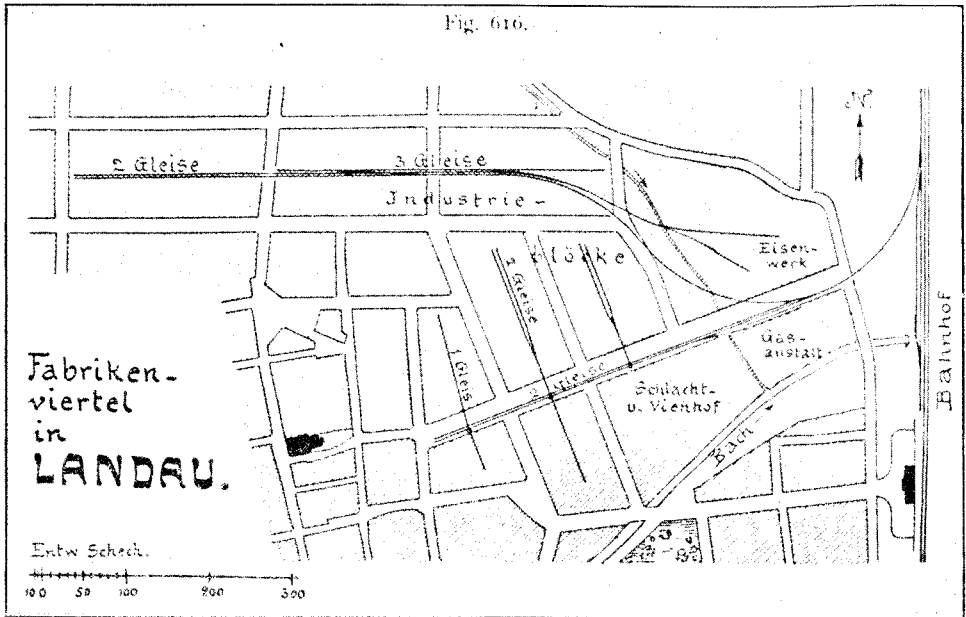 Fig. 616.
N.
2 Gleise
3 Gleise
Industrie-
blöcke
Eisen-
werk
2 Gleise
2 Gleise
1 Gleis
Gas-
anstalt
Schlacht-
u. Viehhof
Bach
Bahnhof
Fabriken-
viertel
in
LANDAU.
Entw Scheck.
100 50 100 200 300